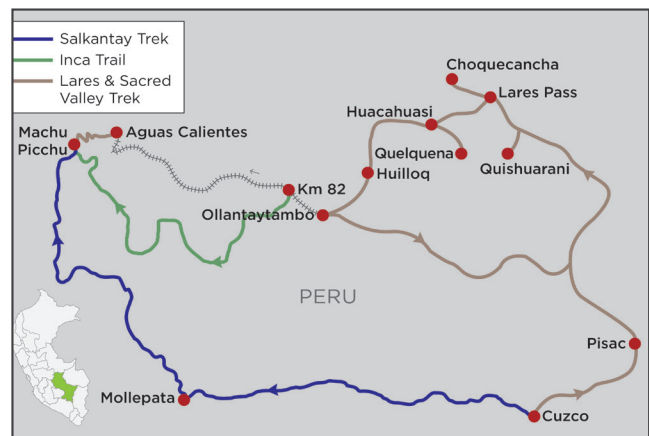 Salkantay Trek
Inca Trail
Lares & Sacred
Valley Trek
Choquecancha
Lares Pass
Huacahuasi
Machu
Picchu
Aguas Calientes
Quelquena
Quishuarani
Huilloq
Km 82
Ollantaytambo
PERU
Pisac
Mollepata
Cuzco